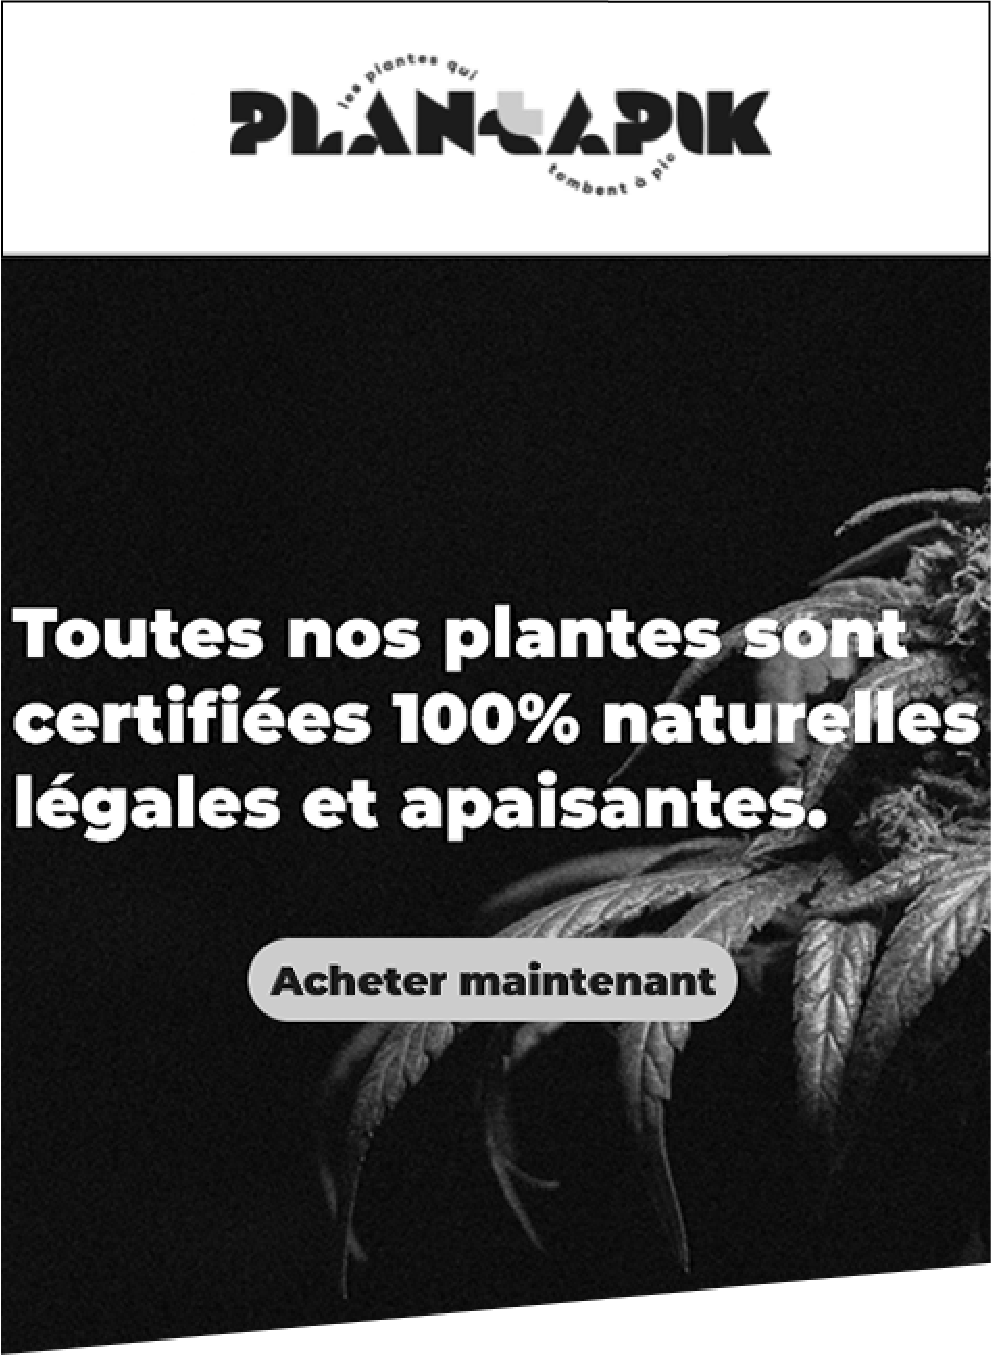 les plantes qui
PLANTAPIK
tombent à pic
Toutes nos plantes sont
certifiées 100% naturelles
légales et apaisantes.
Acheter maintenant